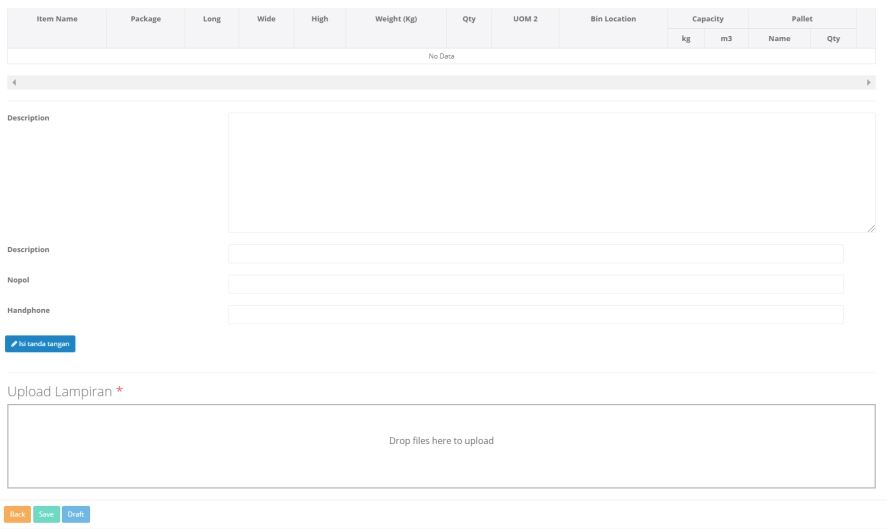 Item Name Package Long Wide High Weight (Kg) Qty UOM 2 Bin Location Capacity Pallet
kg m3 Name Qty
No Data
Description
Description
Nopol
Handphone
Isi tanda tangan
Upload Lampiran *
Drop files here to upload
Back Save Draft